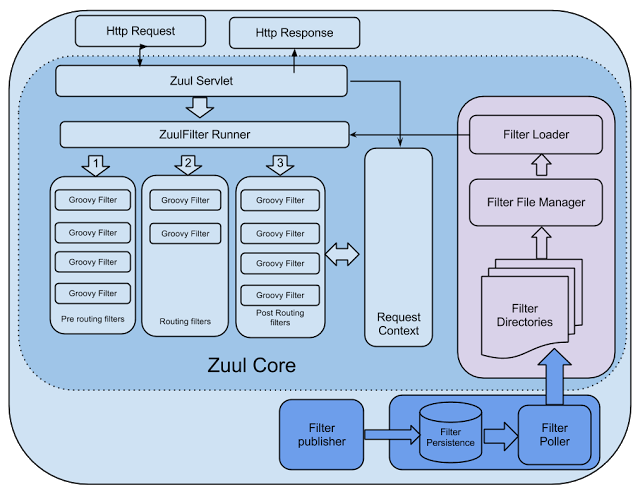 Http Request
Http Response
Zuul Servlet
ZuulFilter Runner
1
2
3
Groovy Filter
Groovy Filter
Groovy Filter
Groovy Filter
Pre routing filters
Groovy Filter
Groovy Filter
Routing filters
Groovy Filter
Groovy Filter
Groovy Filter
Groovy Filter
Post Routing
filters
Request
Context
Filter Loader
Filter File Manager
Filter
Directories
Zuul Core
Filter
publisher
Filter
Persistence
Filter
Poller